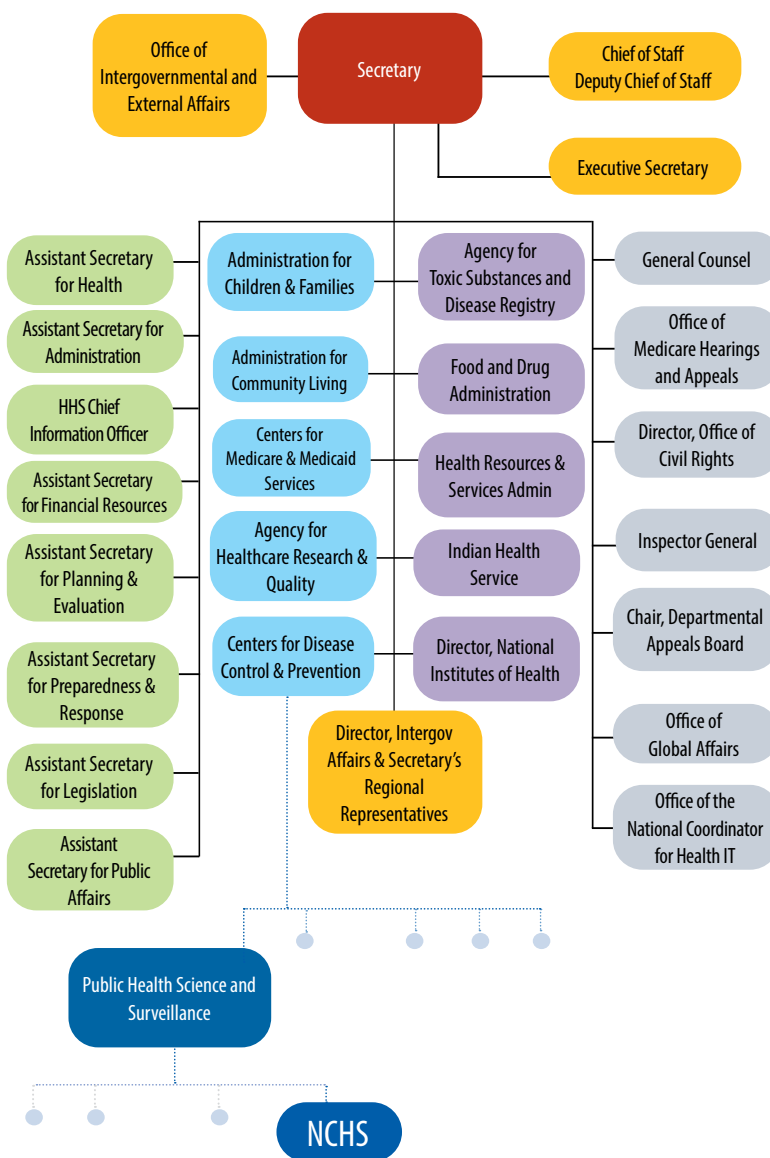 Office of
Intergovernmental and
External Affairs
Secretary
Chief of Staff
Deputy Chief of Staff
Executive Secretary
Assistant Secretary
for Health
Assistant Secretary for
Administration
HHS Chief
Information Officer
Assistant Secretary
for Financial Resources
Assistant Secretary
for Planning &
Evaluation
Assistant Secretary
for Preparedness &
Response
Assistant Secretary
for Legislation
Assistant
Secretary for Public
Affairs
Administration for
Children & Families
Administration for
Community Living
Centers for
Medicare & Medicaid
Services
Agency for
Healthcare Research &
Quality
Centers for Disease
Control & Prevention
Agency for
Toxic Substances and
Disease Registry
Food and Drug
Administration
Health Resources &
Services Admin
Indian Health
Service
Director, National
Institutes of Health
Director, Intergov
Affairs & Secretary's
Regional
Representatives
General Counsel
Office of
Medicare Hearings
and Appeals
Director, Office of
Civil Rights
Inspector General
Chair, Departmental
Appeals Board
Office of
Global Affairs
Office of the
National Coordinator
for Health IT
Public Health Science and
Surveillance
NCHS